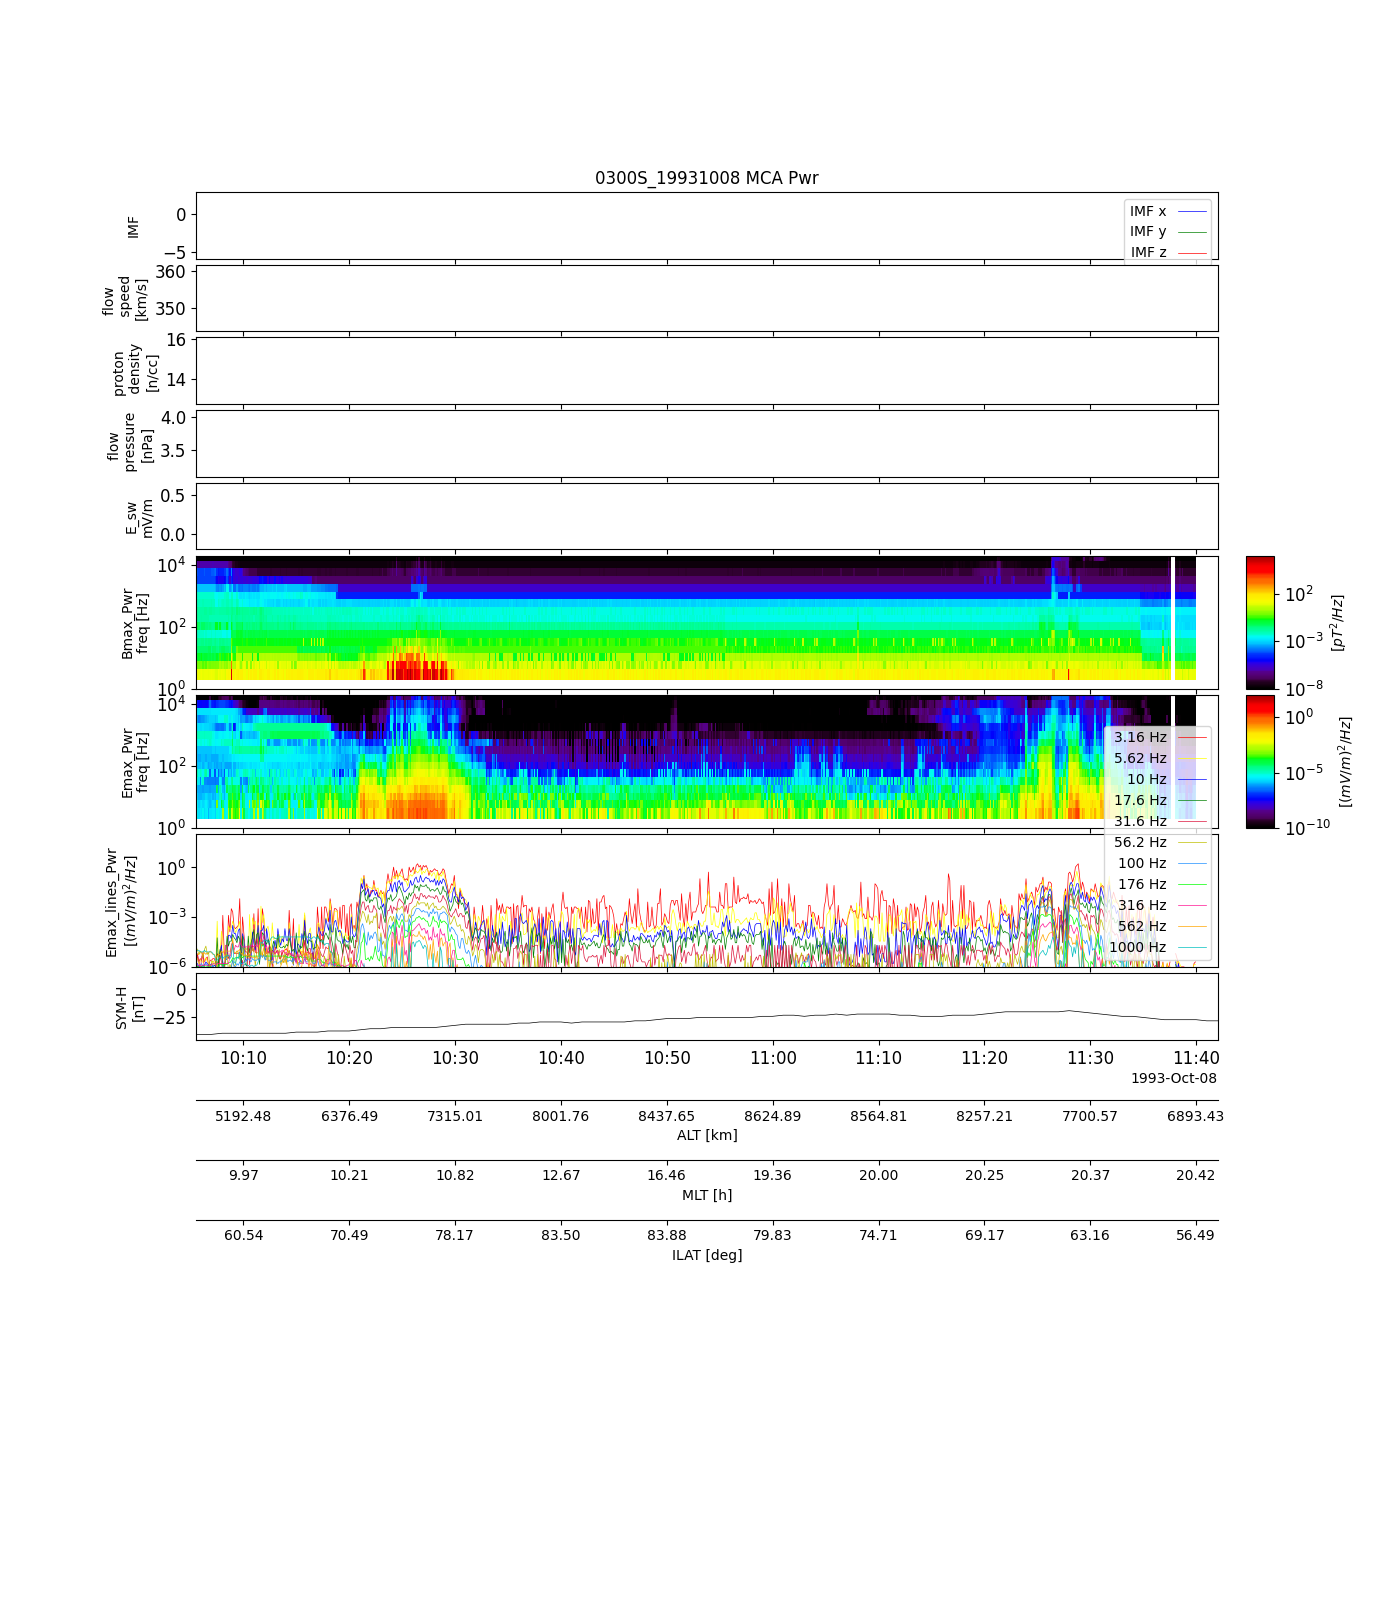 0300S_19931008 MCA Pwr
IMF
0
−5
IMF x
IMF y
IMF z
flow
speed
[km/s]
360
350
proton
density
[n/cc]
16
14
flow
pressure
[nPa]
4.0
3.5
E_sw
mV/m
0.5
0.0
Bmax_Pwr
freq [Hz]
10^4
10^2
10^0
10^2
10^−3
10^−8
[pT^2/Hz]
Emax_Pwr
freq [Hz]
10^4
10^2
10^0
10^0
10^−5
10^−10
[(mV/m)^2/Hz]
3.16 Hz
5.62 Hz
10 Hz
17.6 Hz
31.6 Hz
56.2 Hz
100 Hz
176 Hz
316 Hz
562 Hz
1000 Hz
Emax_lines_Pwr
[(mV/m)^2/Hz]
10^0
10^−3
10^−6
SYM-H
[nT]
0
−25
10:10 10:20 10:30 10:40 10:50 11:00 11:10 11:20 11:30 11:40
1993-Oct-08
5192.48 6376.49 7315.01 8001.76 8437.65 8624.89 8564.81 8257.21 7700.57 6893.43
ALT [km]
9.97 10.21 10.82 12.67 16.46 19.36 20.00 20.25 20.37 20.42
MLT [h]
60.54 70.49 78.17 83.50 83.88 79.83 74.71 69.17 63.16 56.49
ILAT [deg]